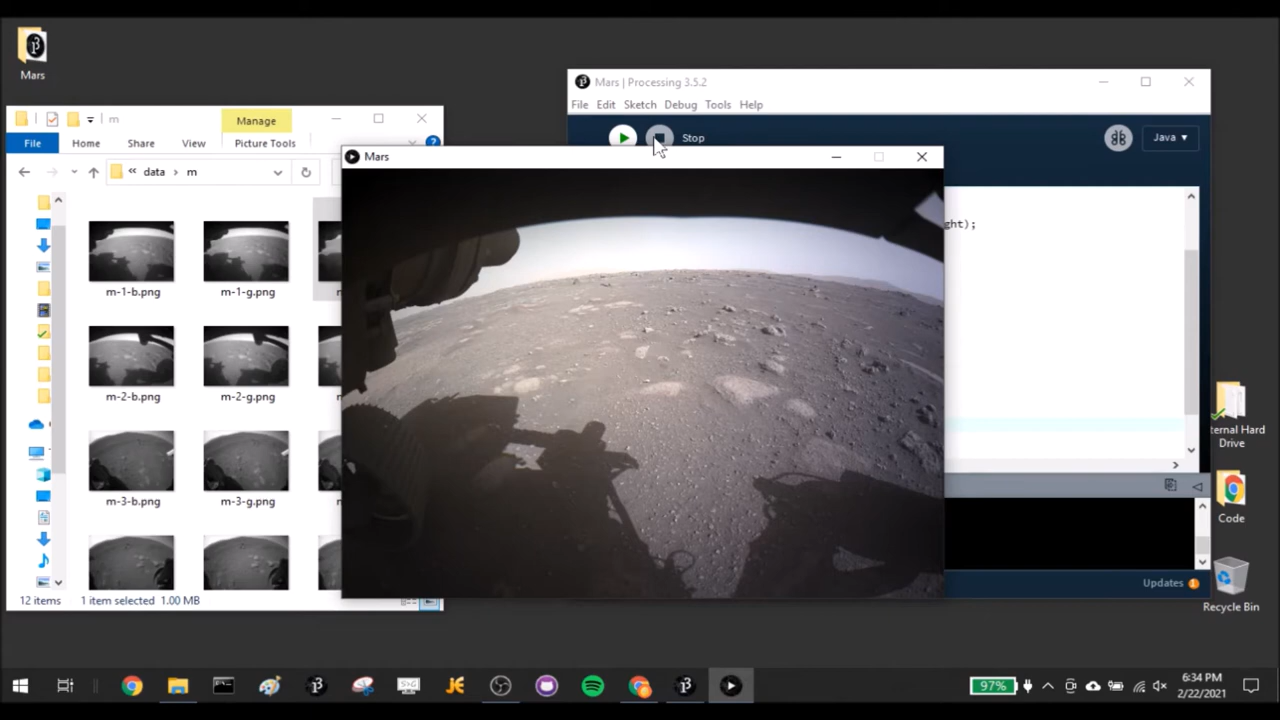 Mars
Mars | Processing 3.5.2
File Edit Sketch Debug Tools Help
Stop
Java
m
Manage
File Home Share View Picture Tools
data m
Mars
ght);
m-1-b.png m-1-g.png
m-2-b.png m-2-g.png
m-3-b.png m-3-g.png
12 items 1 item selected 1.00 MB
Updates 1
ternal Hard
Drive
Code
Recycle Bin
97%
6:34 PM
2/22/2021